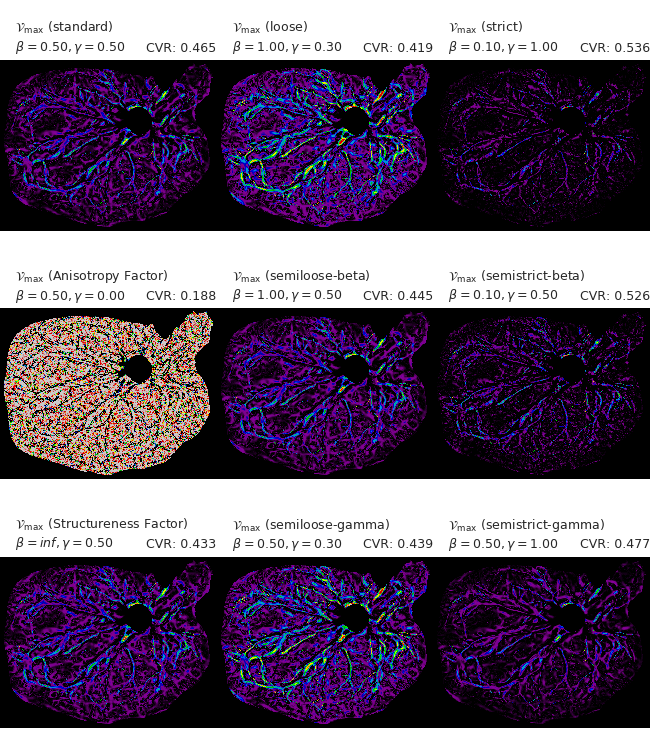 𝒱max (standard)
β = 0.50, γ = 0.50 CVR: 0.465
𝒱max (loose)
β = 1.00, γ = 0.30 CVR: 0.419
𝒱max (strict)
β = 0.10, γ = 1.00 CVR: 0.536
𝒱max (Anisotropy Factor)
β = 0.50, γ = 0.00 CVR: 0.188
𝒱max (semiloose-beta)
β = 1.00, γ = 0.50 CVR: 0.445
𝒱max (semistrict-beta)
β = 0.10, γ = 0.50 CVR: 0.526
𝒱max (Structureness Factor)
β = inf, γ = 0.50 CVR: 0.433
𝒱max (semiloose-gamma)
β = 0.50, γ = 0.30 CVR: 0.439
𝒱max (semistrict-gamma)
β = 0.50, γ = 1.00 CVR: 0.477